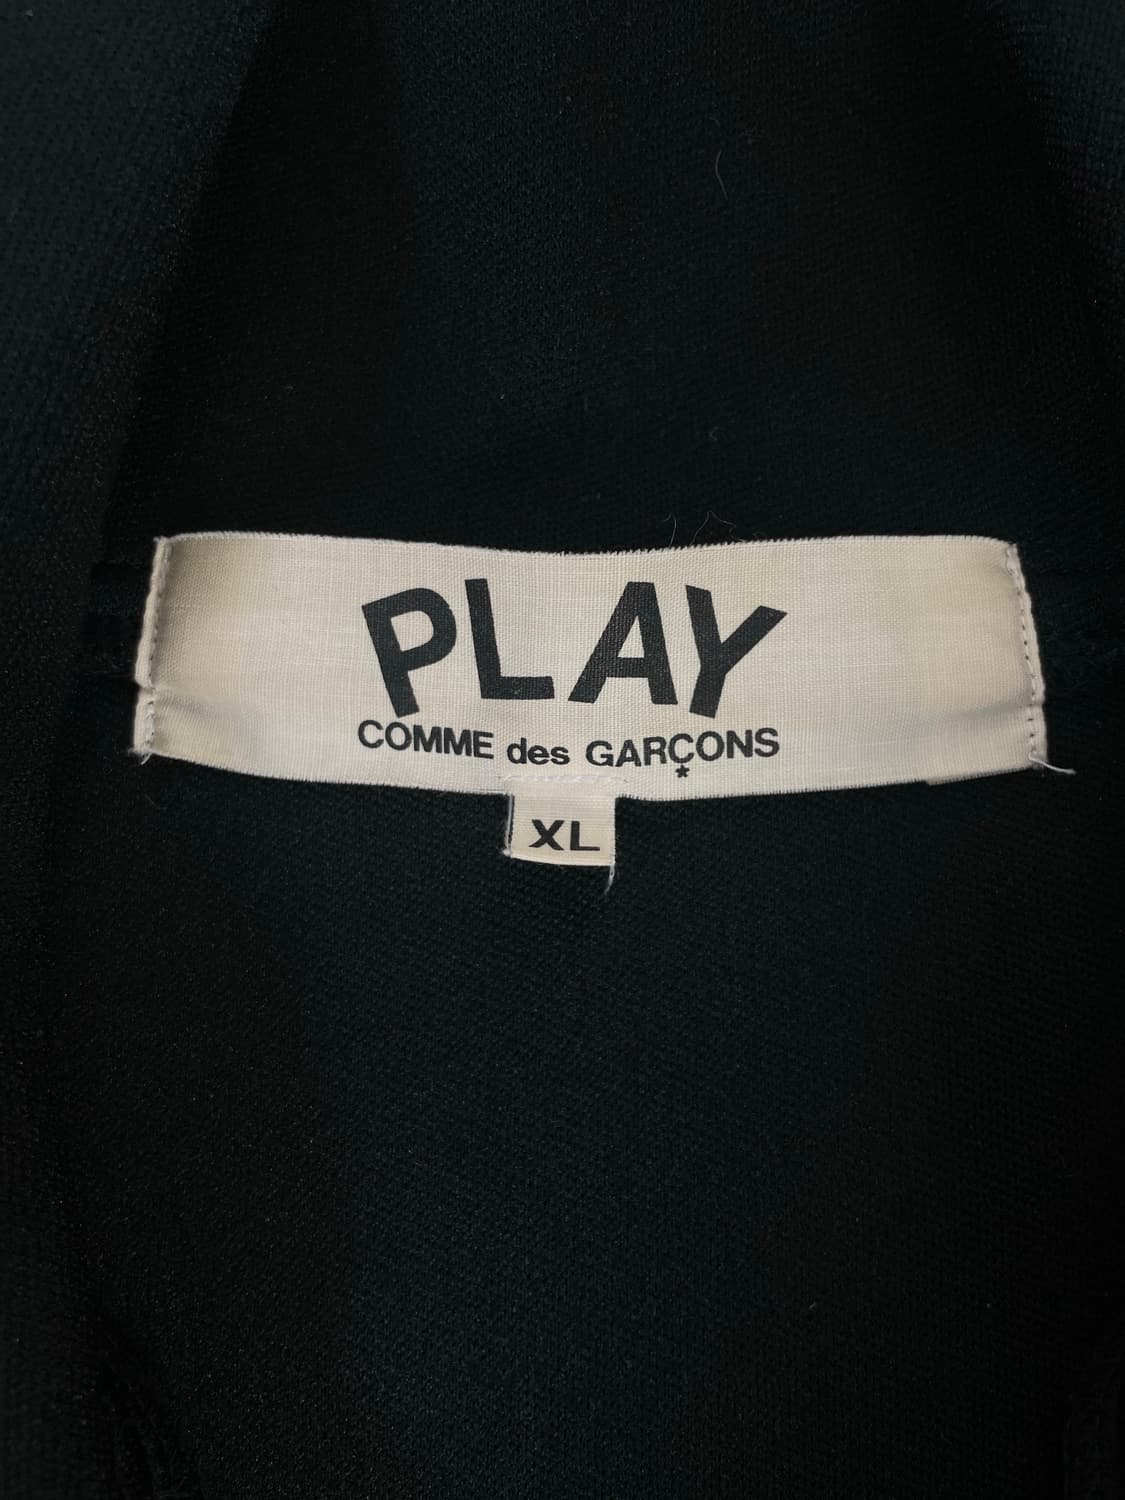 PLAY
COMME des GARÇONS
*
XL